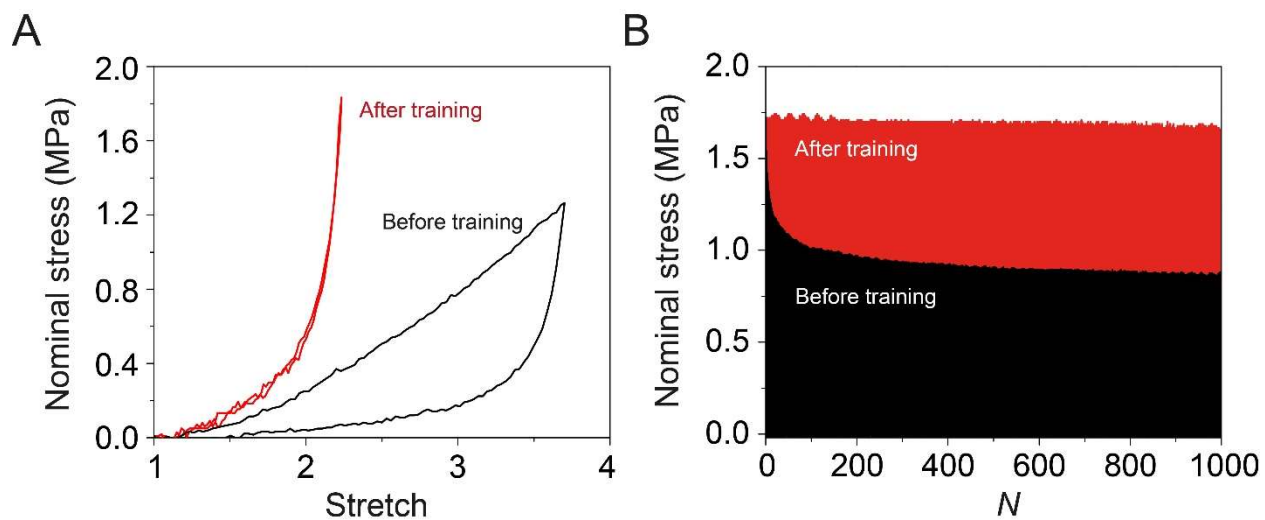 A
Nominal stress (MPa)
2.0
1.6
1.2
0.8
0.4
0.0
After training
Before training
1
2
3
4
Stretch
B
Nominal stress (MPa)
2.0
1.5
1.0
0.5
0.0
After training
Before training
0
200
400
600
800
1000
N